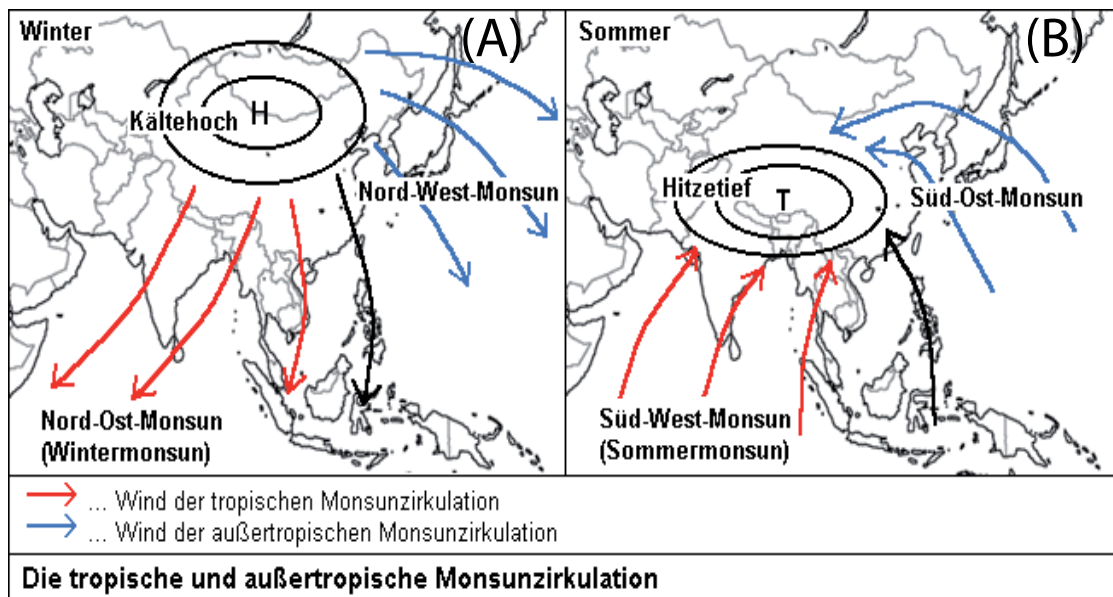 Winter
(A)
Kältehoch
H
Nord-West-Monsun
Nord-Ost-Monsun
(Wintermonsun)
Sommer
(B)
Hitzetief
T
Süd-Ost-Monsun
Süd-West-Monsun
(Sommermonsun)
... Wind der tropischen Monsunzirkulation
... Wind der außertropischen Monsunzirkulation
Die tropische und außertropische Monsunzirkulation